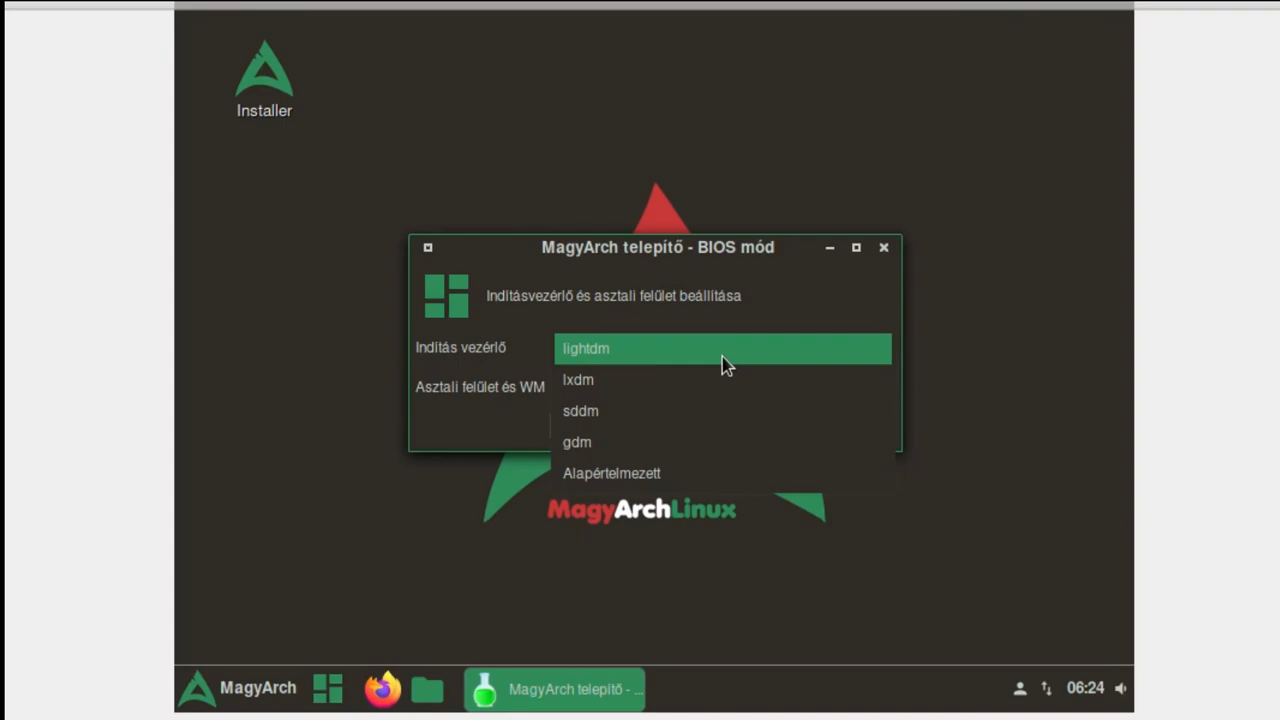 Installer
MagyArch telepítő - BIOS mód
Indításvezérlő és asztali felület beállítása
Indítás vezérlő
lightdm
lxdm
Asztali felület és WM
sddm
gdm
Alapértelmezett
MagyArchLinux
MagyArch
MagyArch telepítő - ...
06:24